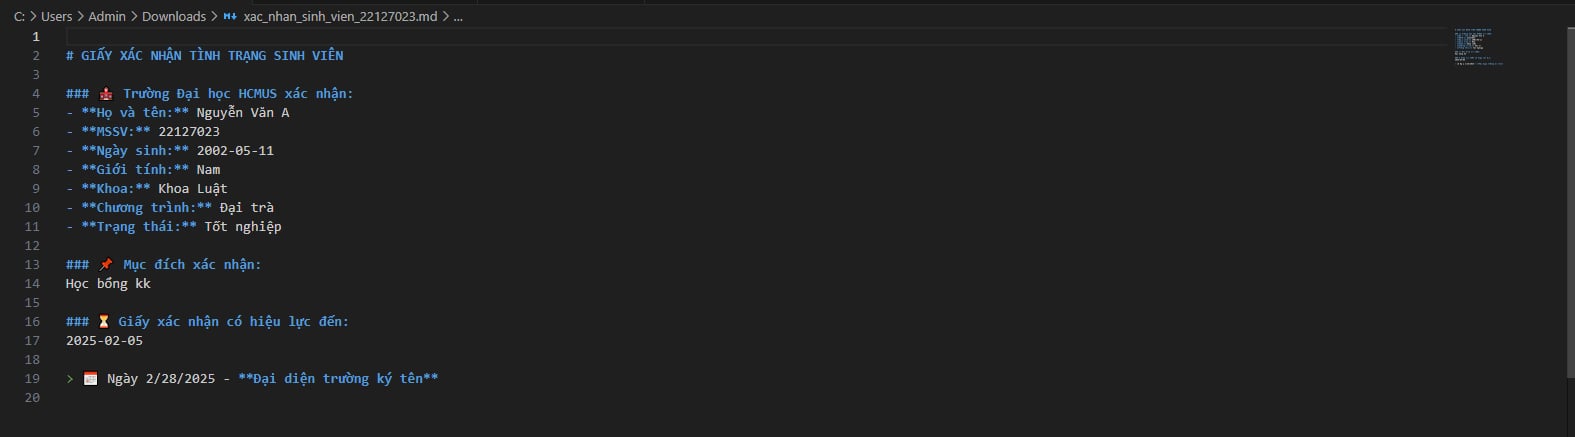 C: > Users > Admin > Downloads > xac_nhan_sinh_vien_22127023.md > ...
1
2 # GIẤY XÁC NHẬN TÌNH TRẠNG SINH VIÊN
3
4 ### 🏫 Trường Đại học HCMUS xác nhận:
5 - **Họ và tên:** Nguyễn Văn A
6 - **MSSV:** 22127023
7 - **Ngày sinh:** 2002-05-11
8 - **Giới tính:** Nam
9 - **Khoa:** Khoa Luật
10 - **Chương trình:** Đại trà
11 - **Trạng thái:** Tốt nghiệp
12
13 ### 📌 Mục đích xác nhận:
14 Học bổng kk
15
16 ### ⏳ Giấy xác nhận có hiệu lực đến:
17 2025-02-05
18
19 > 📅 Ngày 2/28/2025 - **Đại diện trường ký tên**
20